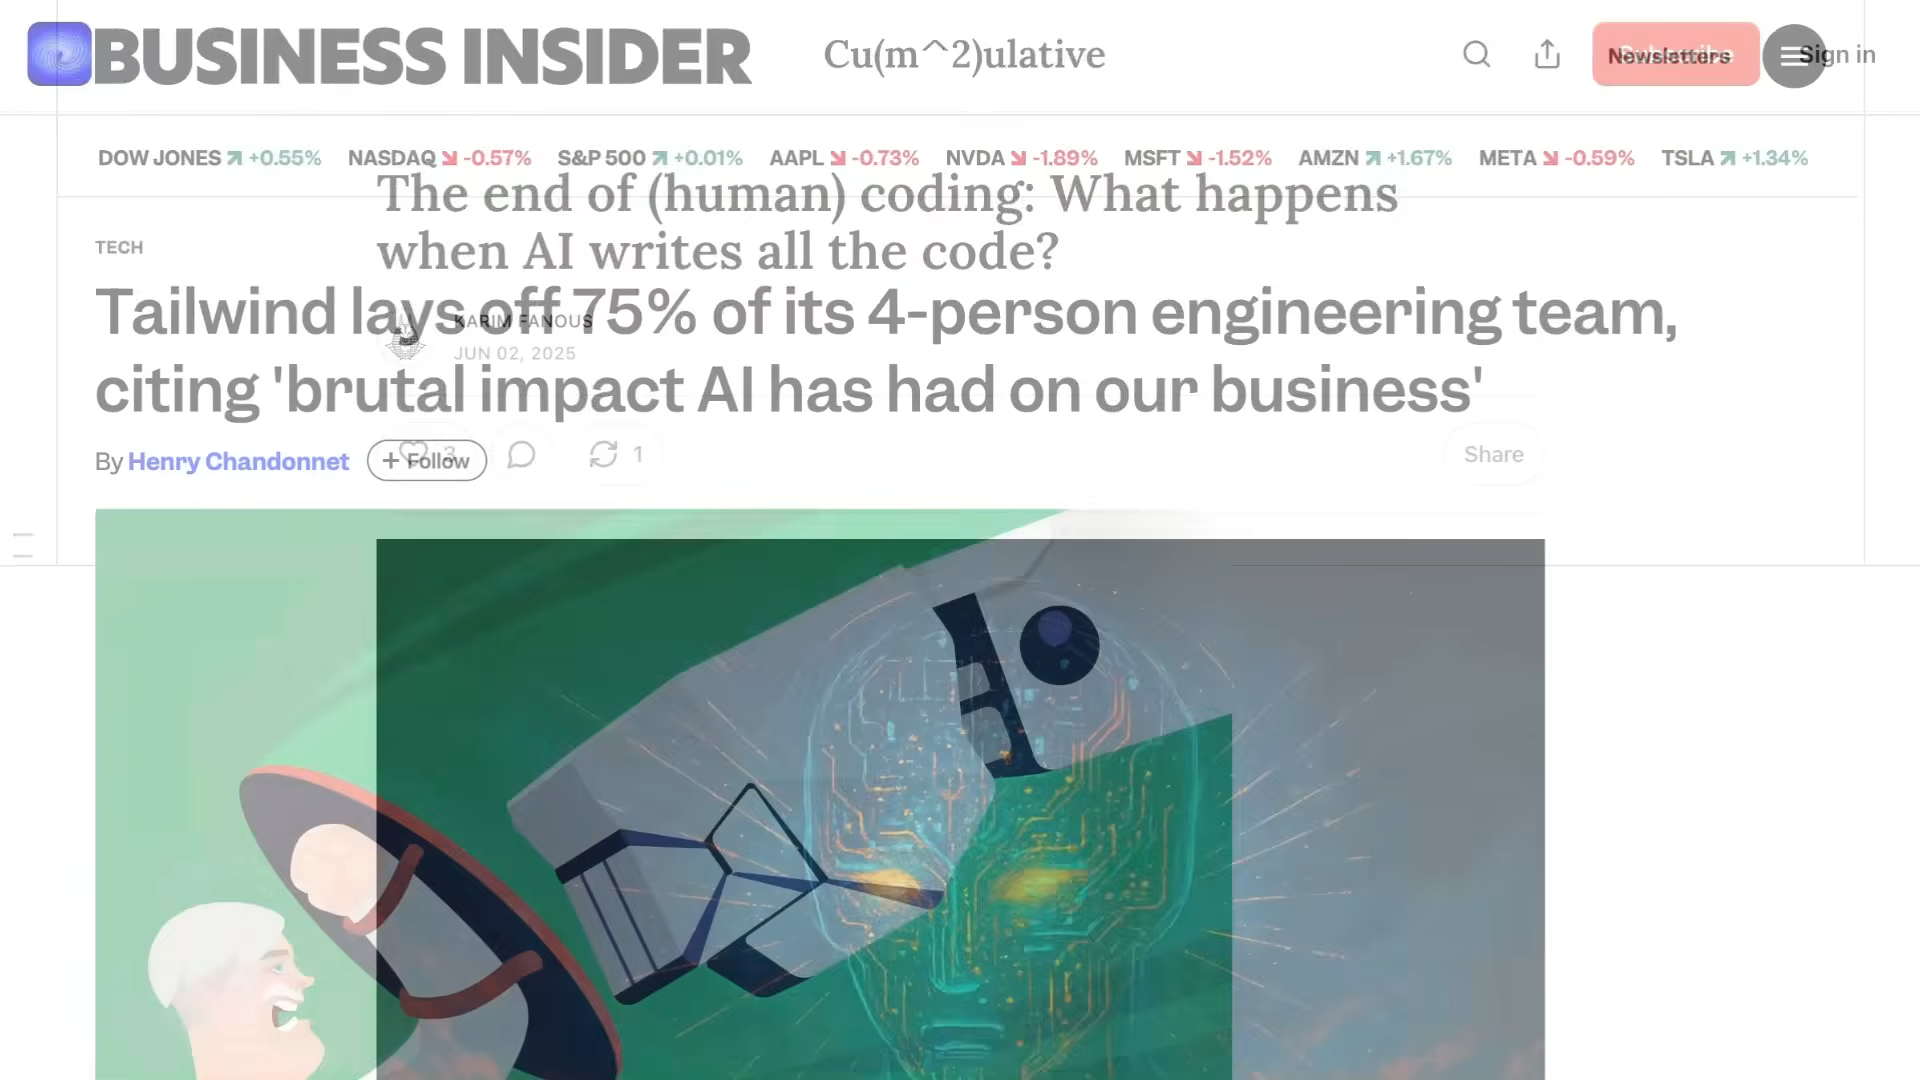 BUSINESS INSIDER
Cu(m^2)ulative
Subscribe
Newsletters
Sign in
DOW JONES +0.55% NASDAQ -0.57% S&P 500 +0.01% AAPL -0.73% NVDA -1.89% MSFT -1.52% AMZN +1.67% META -0.59% TSLA +1.34%
The end of (human) coding: What happens
when AI writes all the code?
TECH
Tailwind lays off 75% of its 4-person engineering team,
citing 'brutal impact AI has had on our business'
KARIM FANOUS
JUN 02, 2025
By Henry Chandonnet + Follow
3
1
Share